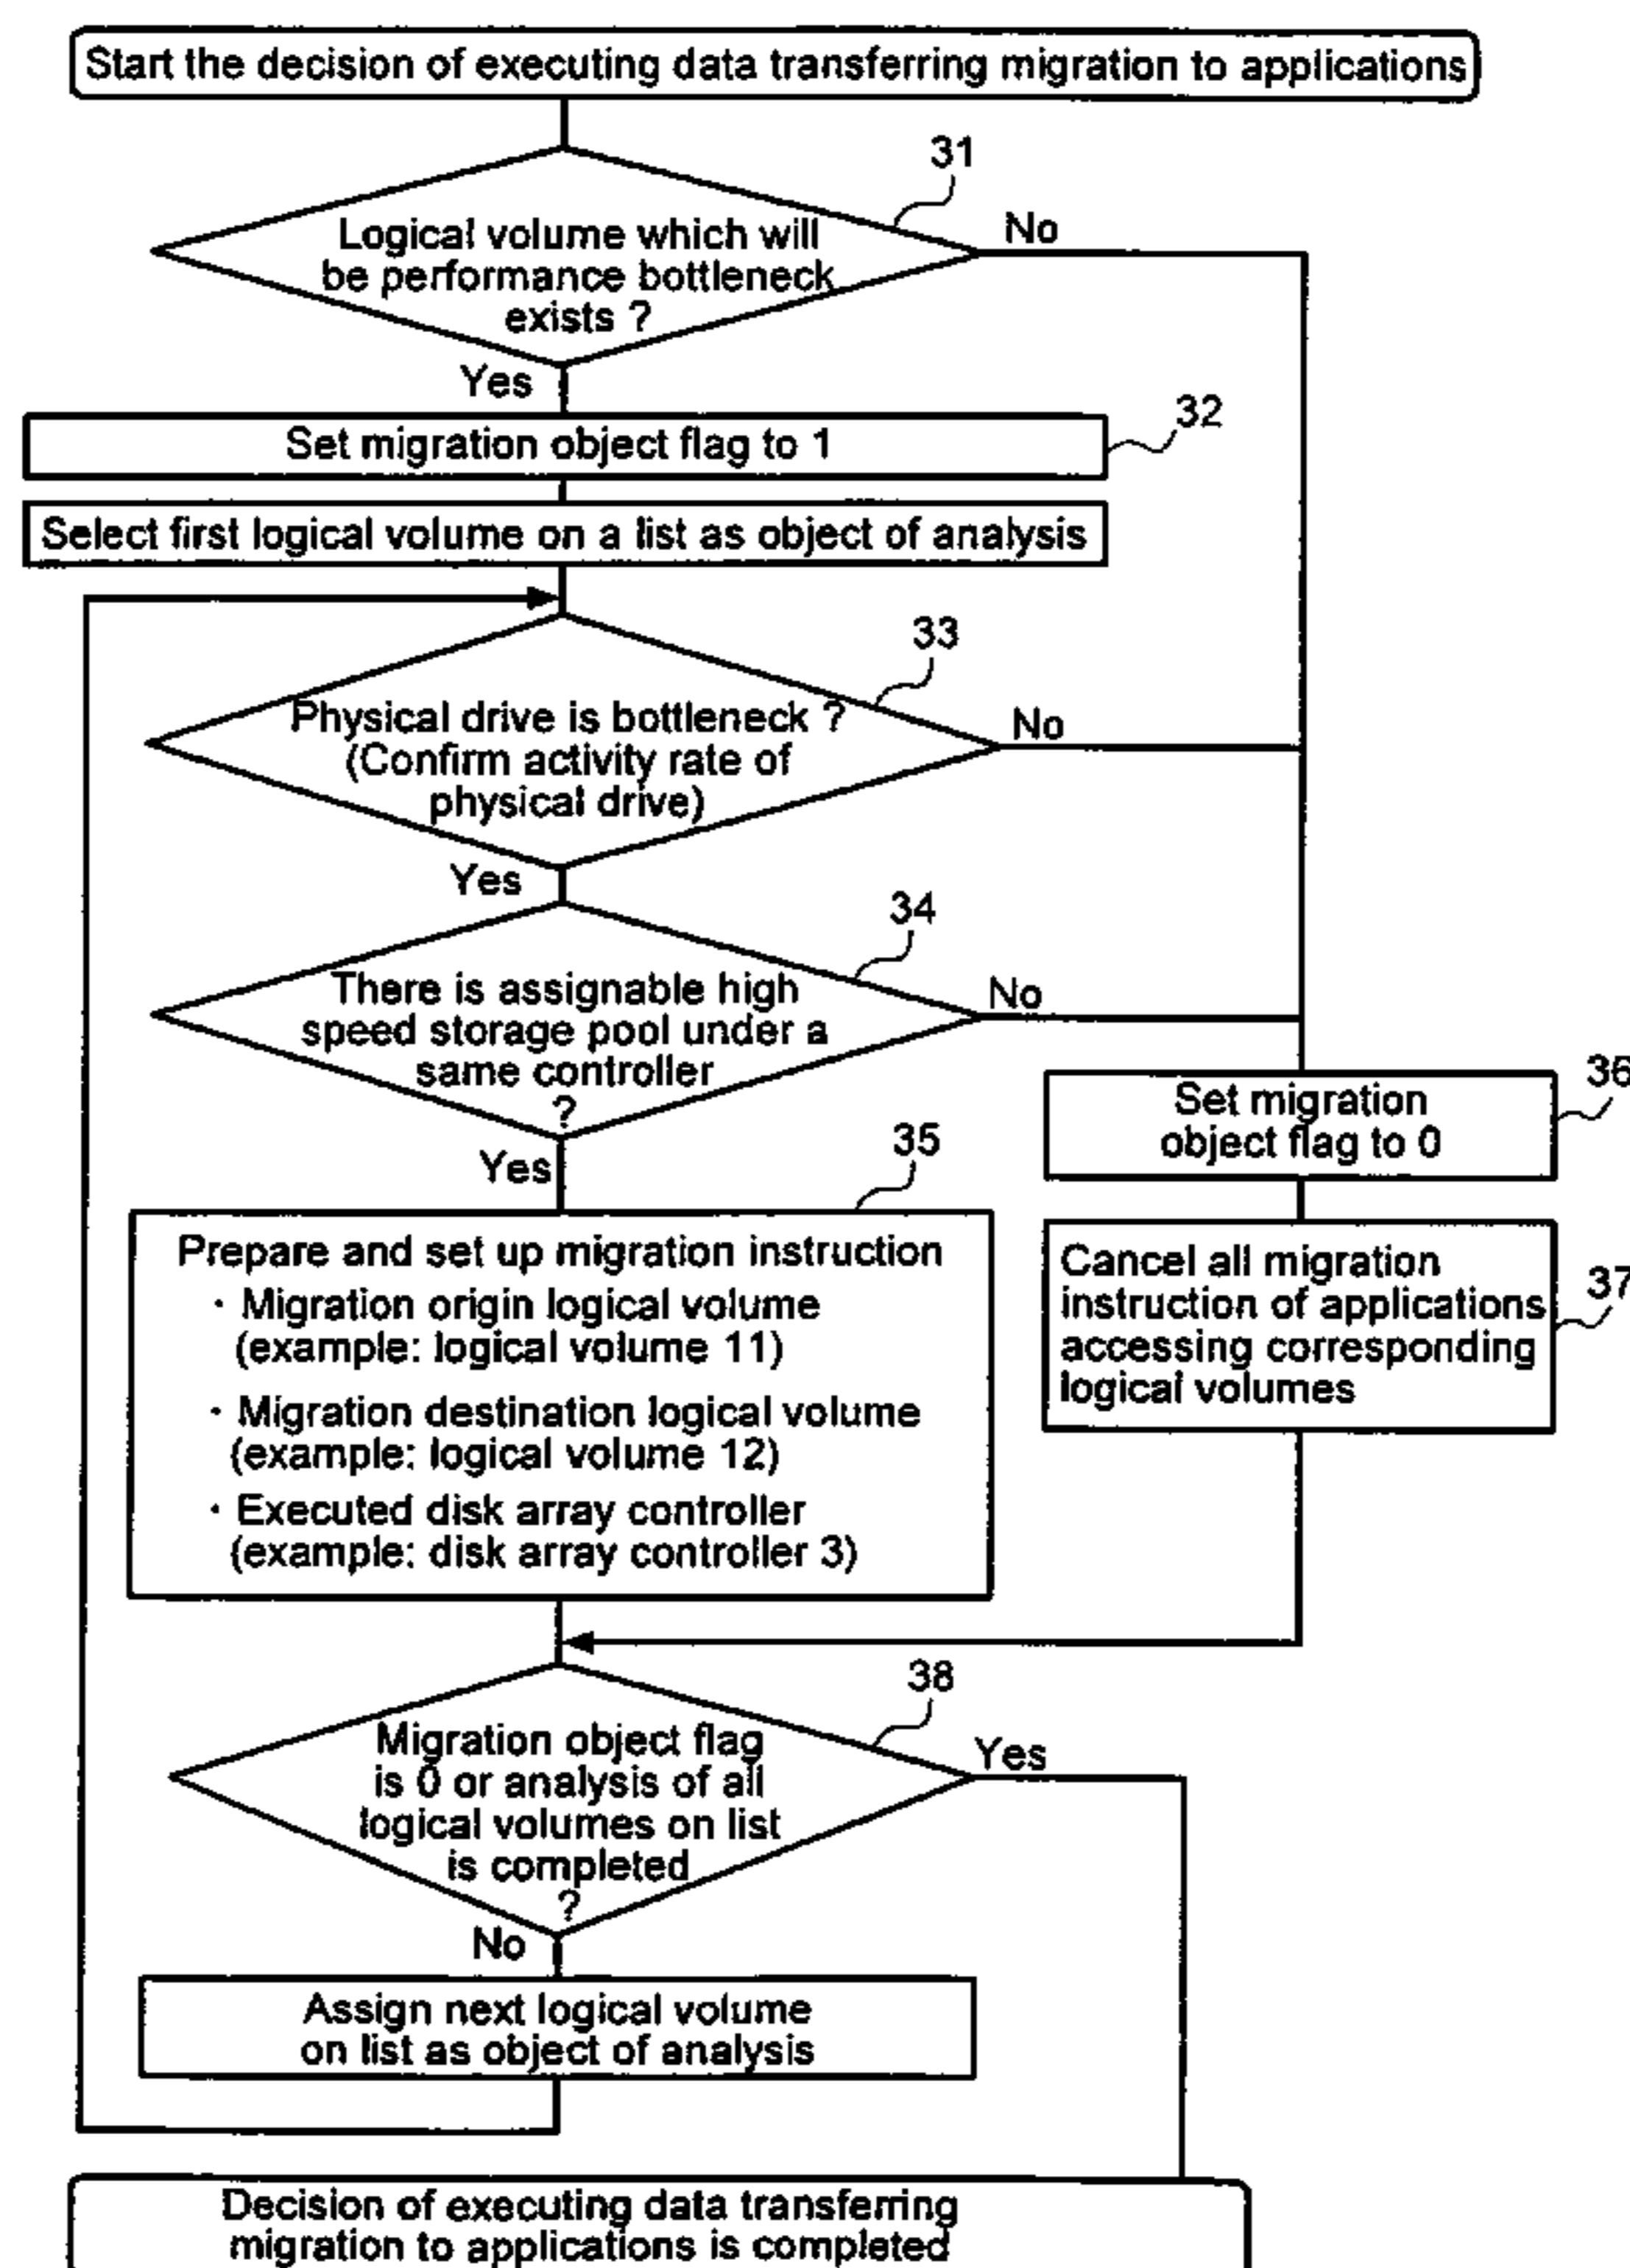 Start the decision of executing data transferring migration to applications
31
Logical volume which will
be performance bottleneck
exists ?
No
Yes
32
Set migration object flag to 1
Select first logical volume on a list as object of analysis
33
Physical drive is bottleneck ?
(Confirm activity rate of
physical drive)
No
Yes
34
There is assignable high
speed storage pool under a
same controller
?
No
Yes
36
Set migration
object flag to 0
35
Prepare and set up migration instruction
· Migration origin logical volume
(example: logical volume 11)
· Migration destination logical volume
(example: logical volume 12)
· Executed disk array controller
(example: disk array controller 3)
37
Cancel all migration
instruction of applications
accessing corresponding
logical volumes
38
Migration object flag
is 0 or analysis of all
logical volumes on list
is completed
?
Yes
No
Assign next logical volume
on list as object of analysis
Decision of executing data transferring
migration to applications is completed